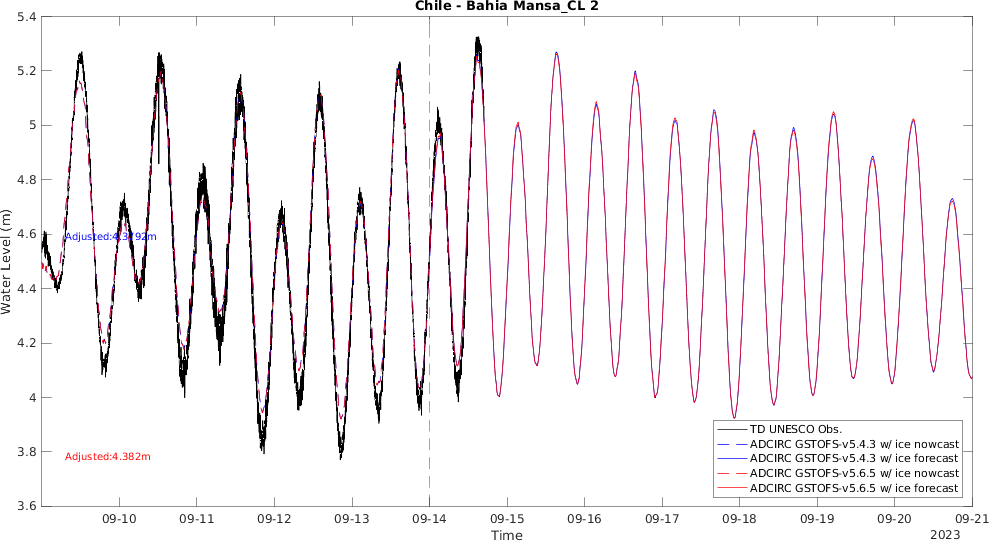 Chile - Bahia Mansa_CL 2
Water Level (m)
5.4
5.2
5
4.8
4.6
4.4
4.2
4
3.8
3.6
Adjusted:4.3792m
Adjusted:4.382m
TD UNESCO Obs.
ADCIRC GSTOFS-v5.4.3 w/ ice nowcast
ADCIRC GSTOFS-v5.4.3 w/ ice forecast
ADCIRC GSTOFS-v5.6.5 w/ ice nowcast
ADCIRC GSTOFS-v5.6.5 w/ ice forecast
09-10 09-11 09-12 09-13 09-14 09-15 09-16 09-17 09-18 09-19 09-20 09-21
Time
2023